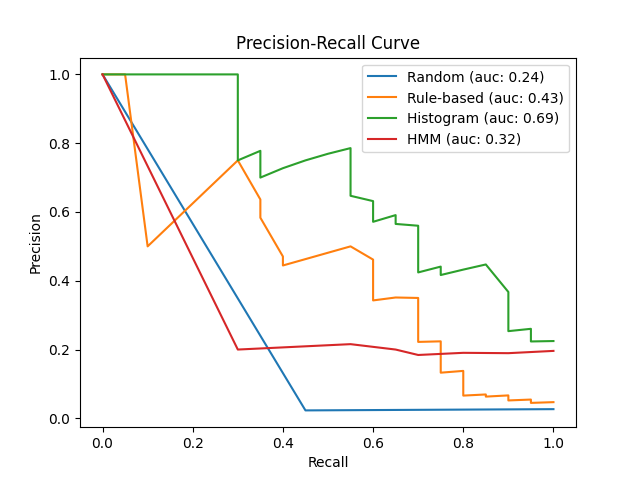 Precision-Recall Curve
Random (auc: 0.24)
Rule-based (auc: 0.43)
Histogram (auc: 0.69)
HMM (auc: 0.32)
Precision
1.0
0.8
0.6
0.4
0.2
0.0
0.0 0.2 0.4 0.6 0.8 1.0
Recall